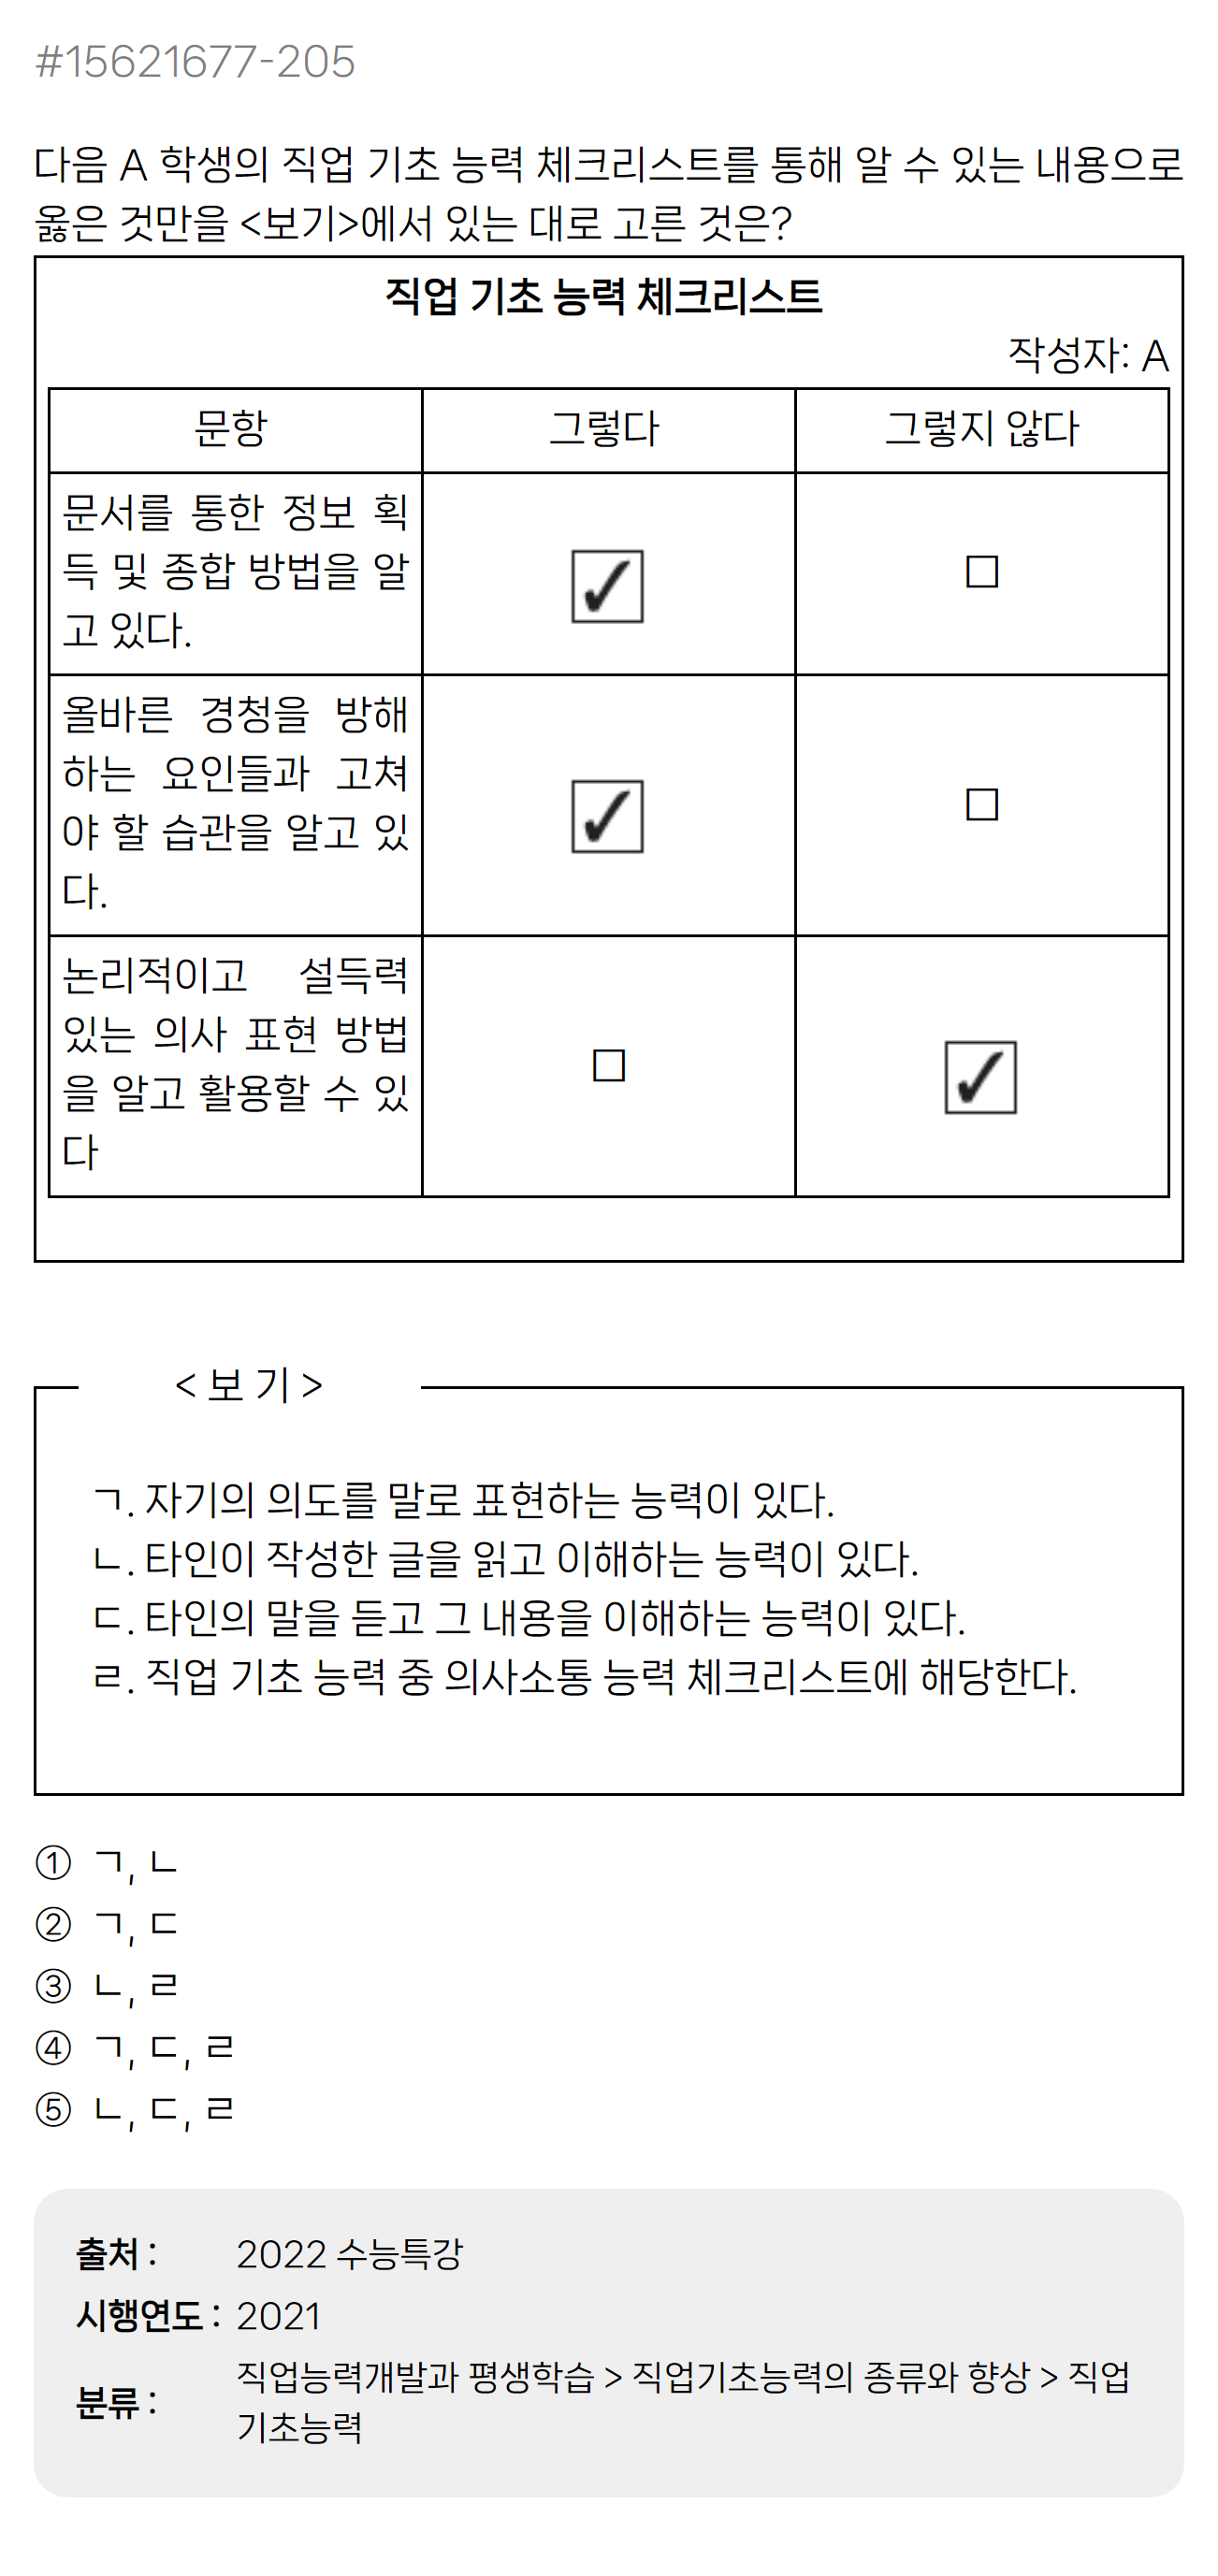 #15621677-205
다음 A 학생의 직업 기초 능력 체크리스트를 통해 알 수 있는 내용으로
옳은 것만을 <보기>에서 있는 대로 고른 것은?
직업 기초 능력 체크리스트
작성자: A
문항 그렇다 그렇지 않다
문서를 통한 정보 획
득 및 종합 방법을 알
고 있다.
☑ □
올바른 경청을 방해
하는 요인들과 고쳐
야 할 습관을 알고 있
다.
☑ □
논리적이고 설득력
있는 의사 표현 방법
을 알고 활용할 수 있
다
□ ☑
< 보 기 >
ㄱ. 자기의 의도를 말로 표현하는 능력이 있다.
ㄴ. 타인이 작성한 글을 읽고 이해하는 능력이 있다.
ㄷ. 타인의 말을 듣고 그 내용을 이해하는 능력이 있다.
ㄹ. 직업 기초 능력 중 의사소통 능력 체크리스트에 해당한다.
① ㄱ, ㄴ
② ㄱ, ㄷ
③ ㄴ, ㄹ
④ ㄱ, ㄷ, ㄹ
⑤ ㄴ, ㄷ, ㄹ
출처 : 2022 수능특강
시행연도 : 2021
분류 : 직업능력개발과 평생학습 > 직업기초능력의 종류와 향상 > 직업
기초능력